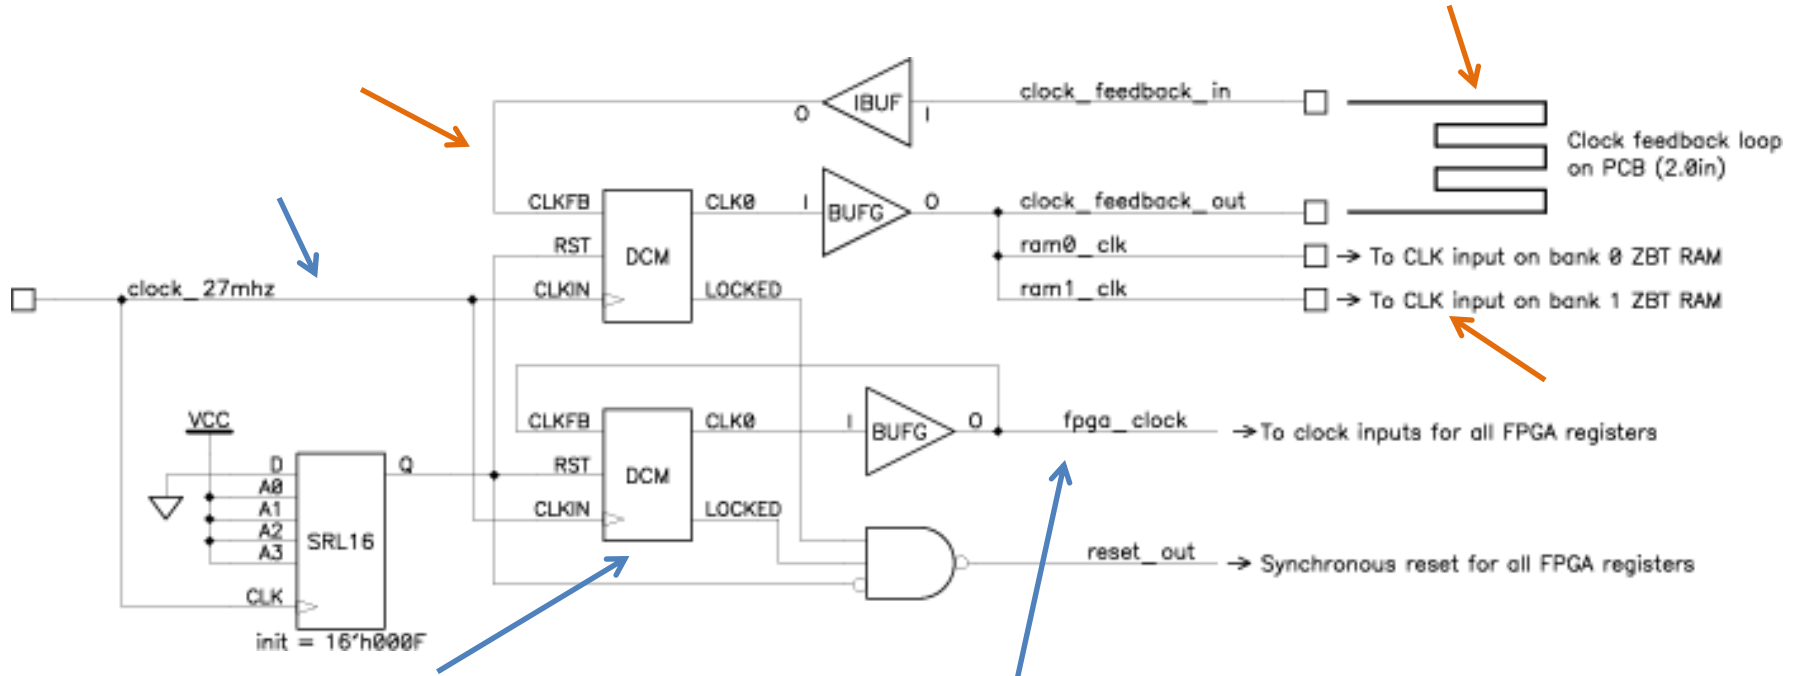 clock_feedback_in
IBUF
O
I
Clock feedback loop
on PCB (2.0in)
CLKFB
CLK0
I
BUFG
O
clock_feedback_out
RST
DCM
ram0_clk
To CLK input on bank 0 ZBT RAM
clock_27mhz
CLKIN
LOCKED
ram1_clk
To CLK input on bank 1 ZBT RAM
VCC
CLKFB
CLK0
I
BUFG
O
fpga_clock
To clock inputs for all FPGA registers
D
Q
RST
DCM
A0
A1
CLKIN
LOCKED
A2
A3
SRL16
reset_out
Synchronous reset for all FPGA registers
CLK
init = 16'h000F